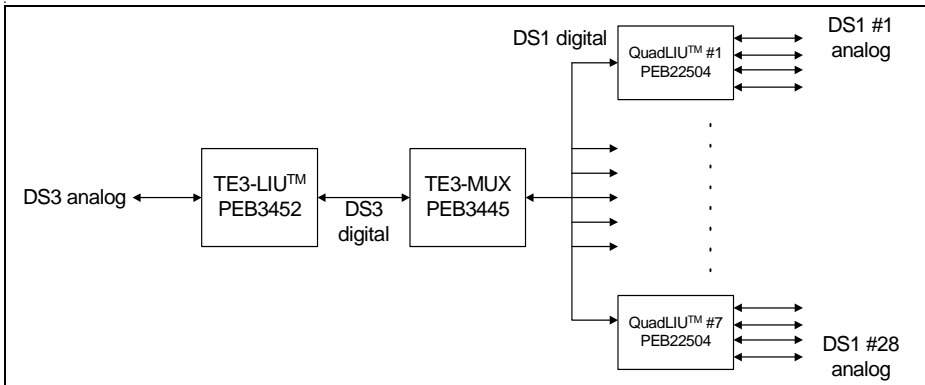 DS1 digital
QuadLIU™ #1
PEB22504
DS1 #1
analog
DS3 analog
TE3-LIU™
PEB3452
DS3
digital
TE3-MUX
PEB3445
QuadLIU™ #7
PEB22504
DS1 #28
analog